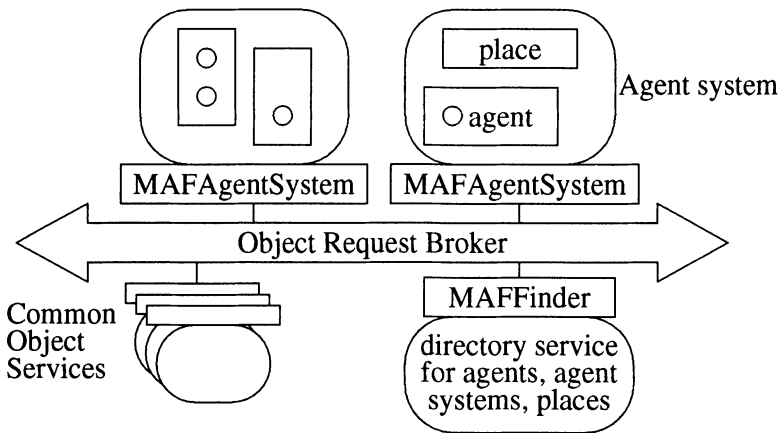 place
Agent system
agent
MAFAgentSystem
MAFAgentSystem
Object Request Broker
MAFFinder
Common
Object
Services
directory service
for agents, agent
systems, places